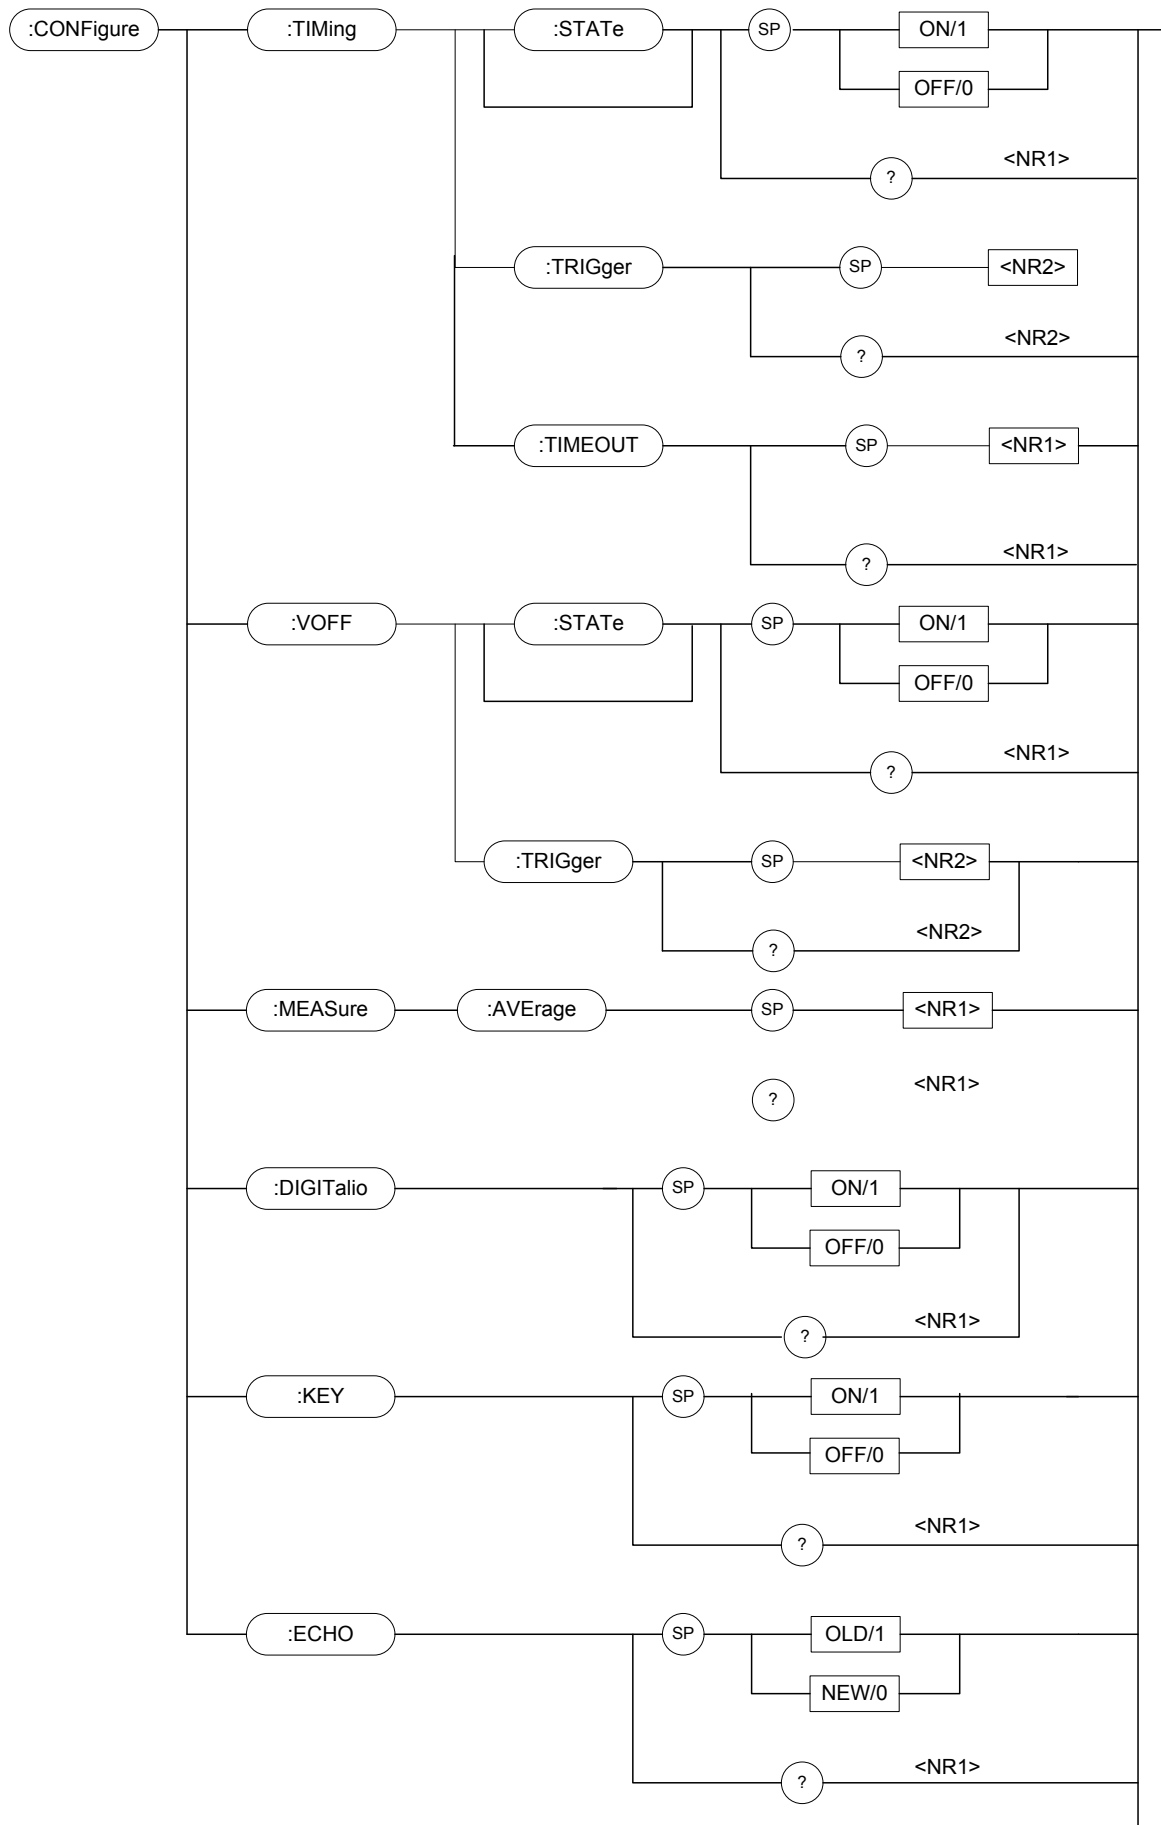 :CONFigure :TIMing :STATe SP ON/1
OFF/0
? <NR1>
:TRIGger SP <NR2>
? <NR2>
:TIMEOUT SP <NR1>
? <NR1>
:VOFF :STATe SP ON/1
OFF/0
? <NR1>
:TRIGger SP <NR2>
? <NR2>
:MEASure :AVErage SP <NR1>
? <NR1>
:DIGITalio SP ON/1
OFF/0
? <NR1>
:KEY SP ON/1
OFF/0
? <NR1>
:ECHO SP OLD/1
NEW/0
? <NR1>